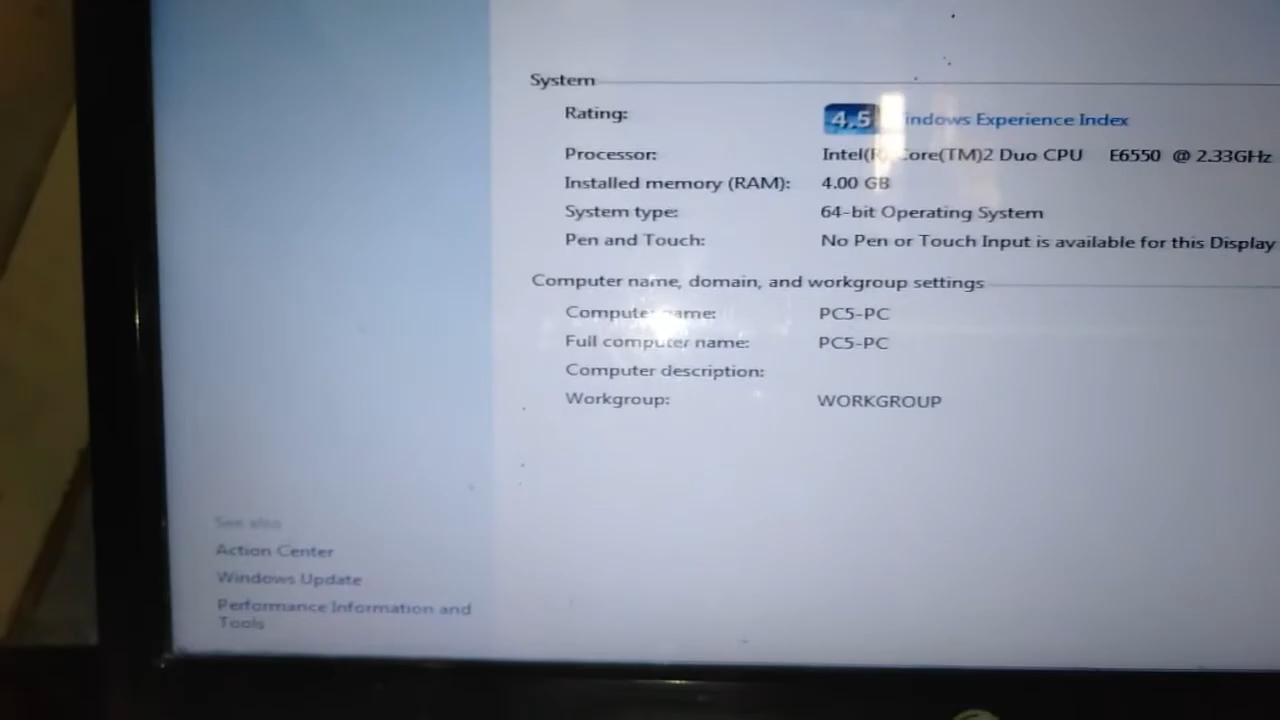 System
Rating: 4.5 indows Experience Index
Processor: Intel(R) Core(TM)2 Duo CPU E6550 @ 2.33GHz
Installed memory (RAM): 4.00 GB
System type: 64-bit Operating System
Pen and Touch: No Pen or Touch Input is available for this Display
Computer name, domain, and workgroup settings
Computer name: PC5-PC
Full computer name: PC5-PC
Computer description:
Workgroup: WORKGROUP
See also
Action Center
Windows Update
Performance Information and
Tools